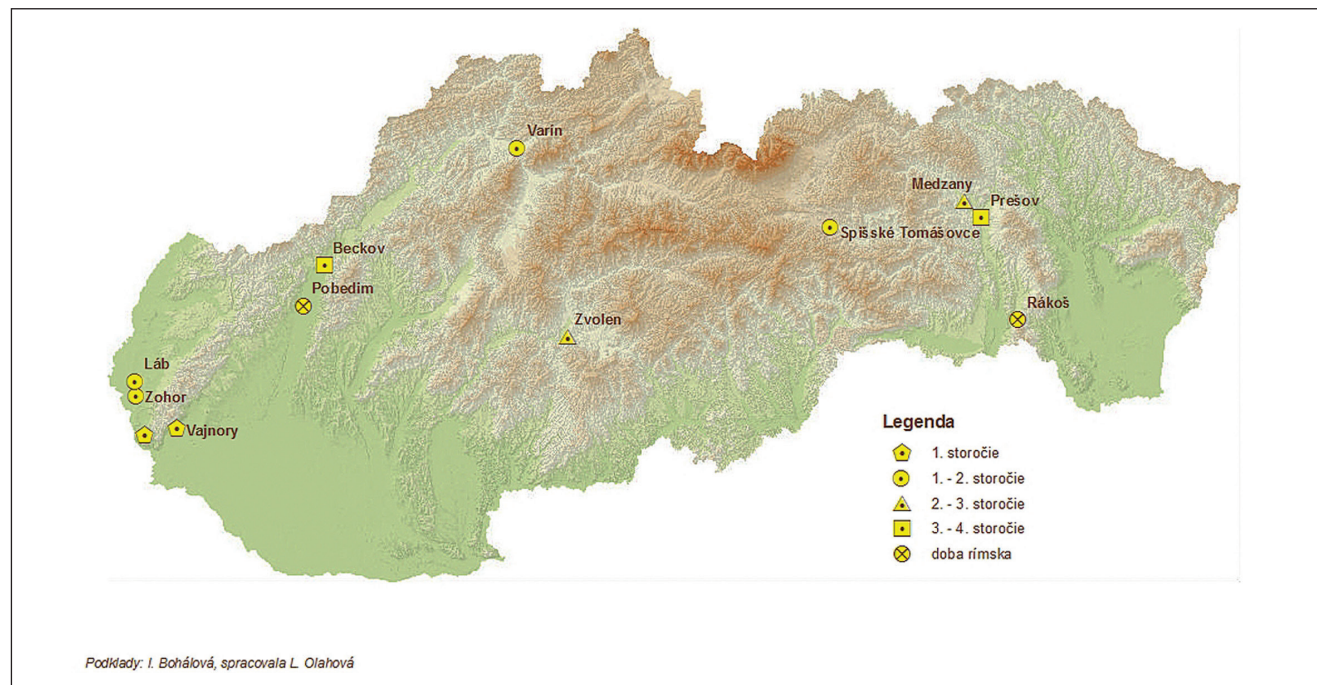 Varín
Medzany
Prešov
Spišské Tomášovce
Beckov
Pobedim
Rákoš
Zvolen
Láb
Zohor
Vajnory
Legenda
1. storočie
1. - 2. storočie
2. - 3. storočie
3. - 4. storočie
doba rímska
Podklady: I. Bohálová, spracovala L. Olahová